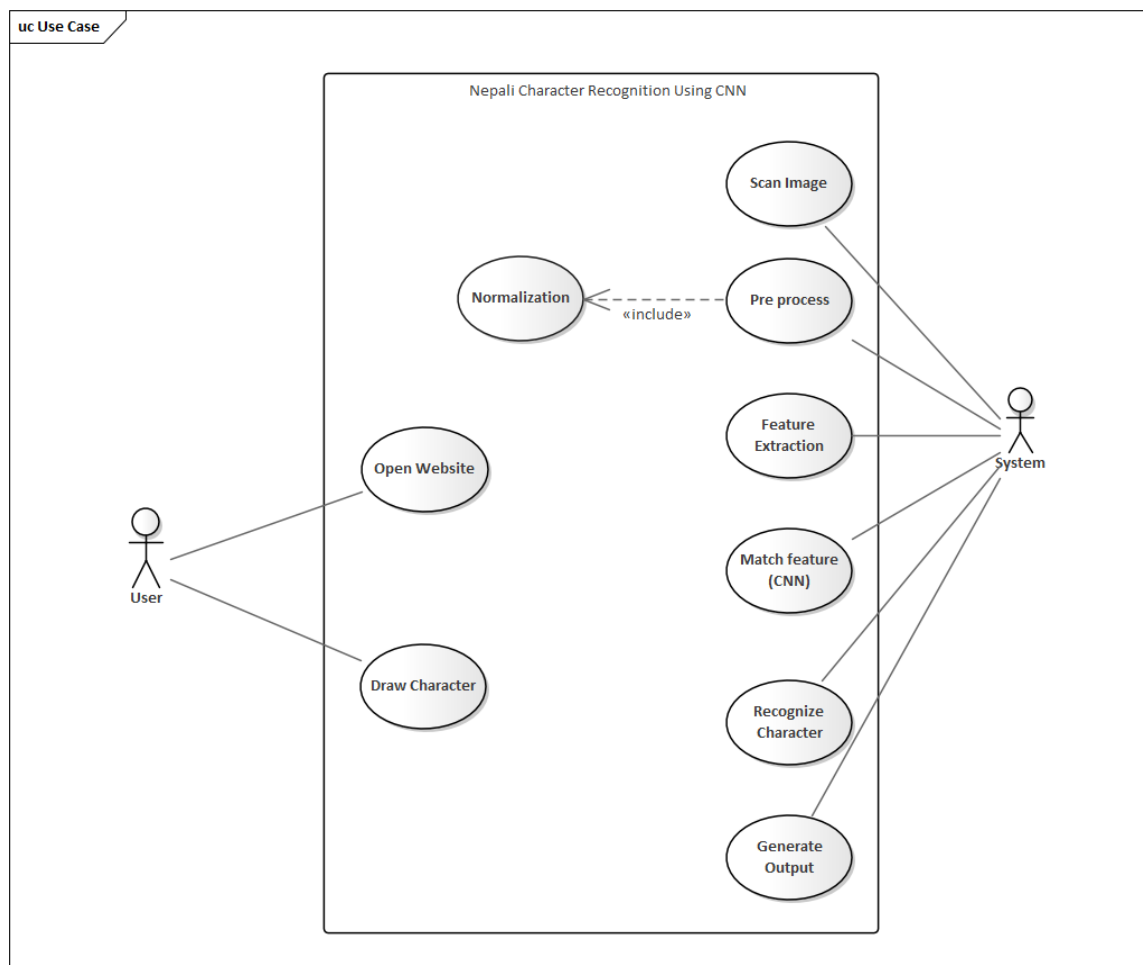 uc Use Case
Nepali Character Recognition Using CNN
Scan Image
Normalization
«include»
Pre process
Feature
Extraction
System
Open Website
User
Match feature
(CNN)
Draw Character
Recognize
Character
Generate
Output